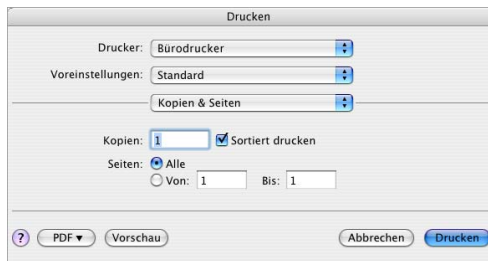 Drucken
Drucker: Bürodrucker
Voreinstellungen: Standard
Kopien & Seiten
Kopien: 1 Sortiert drucken
Seiten: Alle
Von: 1 Bis: 1
? PDF ▼ Vorschau Abbrechen Drucken